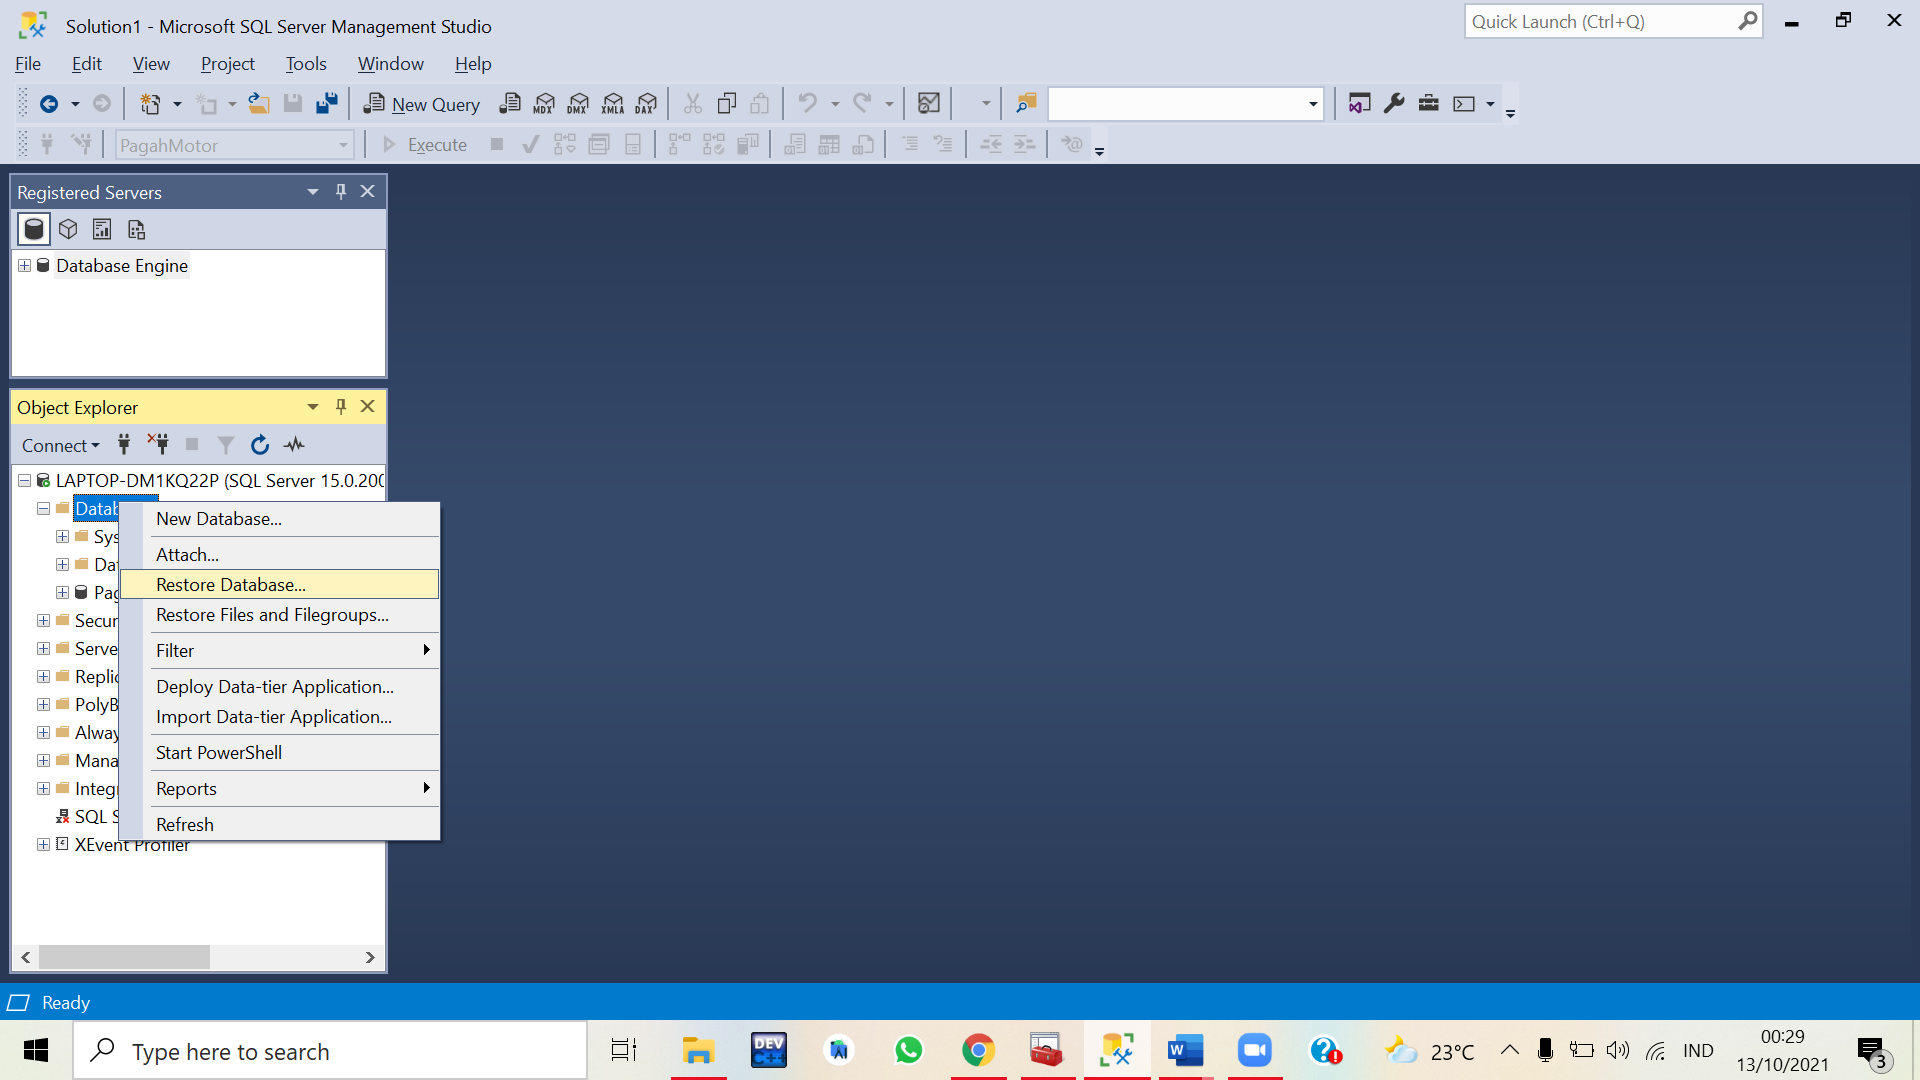 Solution1 - Microsoft SQL Server Management Studio
Quick Launch (Ctrl+Q)
File Edit View Project Tools Window Help
New Query MDX DMX XMLA DAX
PagahMotor Execute
Registered Servers
Database Engine
Object Explorer
Connect
LAPTOP-DM1KQ22P (SQL Server 15.0.200
Datab
Sys
Dat
Pag
Secur
Serve
Replic
PolyB
Alway
Mana
Integ
SQL S
XEvent Profiler
New Database...
Attach...
Restore Database...
Restore Files and Filegroups...
Filter
Deploy Data-tier Application...
Import Data-tier Application...
Start PowerShell
Reports
Refresh
Ready
Type here to search
DEV C++
23°C
IND
00:29
13/10/2021
3